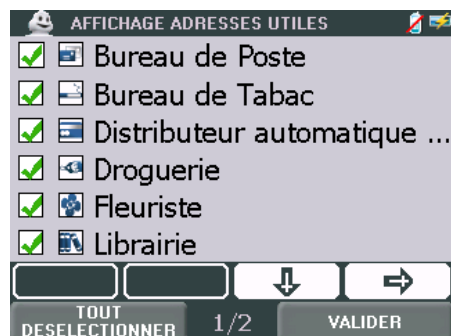 AFFICHAGE ADRESSES UTILES
Bureau de Poste
Bureau de Tabac
Distributeur automatique ...
Droguerie
Fleuriste
Librairie
TOUT
DESELECTIONNER
1/2
VALIDER